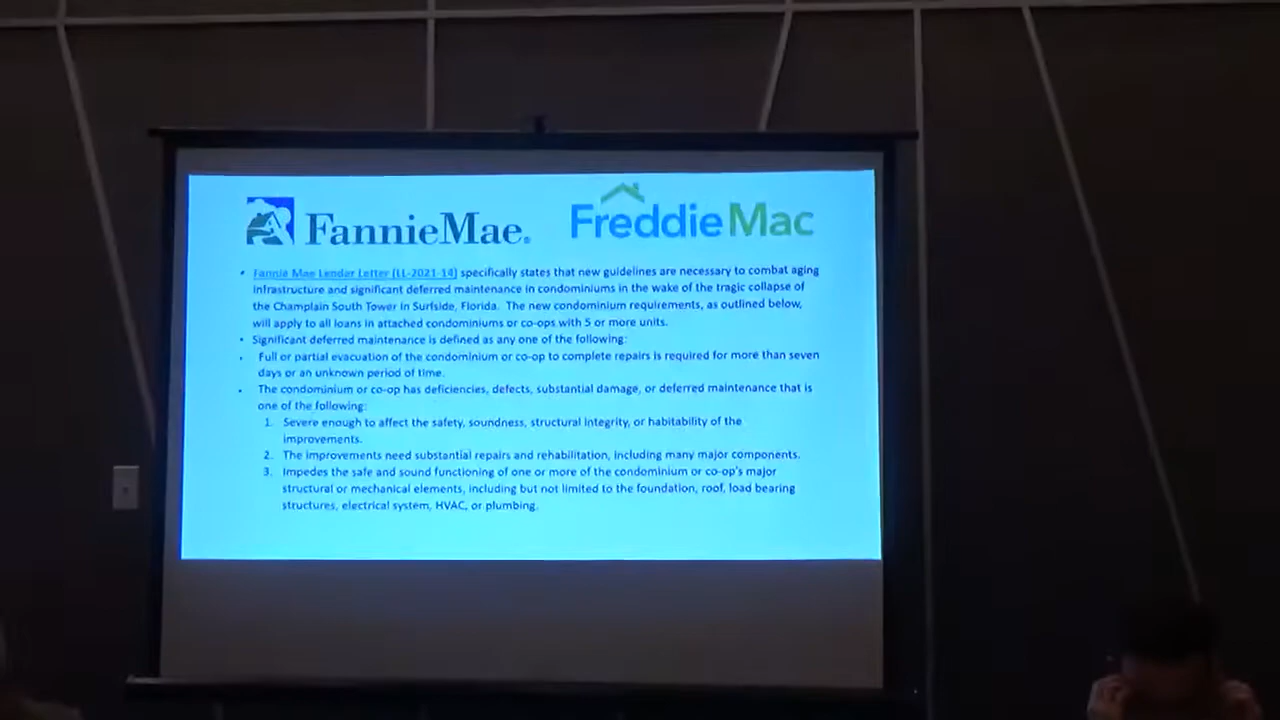 FannieMae®
FreddieMac
• Fannie Mae Lender Letter (LL-2021-14) specifically states that new guidelines are necessary to combat aging
infrastructure and significant deferred maintenance in condominiums in the wake of the tragic collapse of
the Champlain South Tower in Surfside, Florida. The new condominium requirements, as outlined below,
will apply to all loans in attached condominiums or co-ops with 5 or more units.
• Significant deferred maintenance is defined as any one of the following:
• Full or partial evacuation of the condominium or co-op to complete repairs is required for more than seven
days or an unknown period of time.
• The condominium or co-op has deficiencies, defects, substantial damage, or deferred maintenance that is
one of the following:
1. Severe enough to affect the safety, soundness, structural integrity, or habitability of the
improvements.
2. The improvements need substantial repairs and rehabilitation, including many major components.
3. Impedes the safe and sound functioning of one or more of the condominium or co-op's major
structural or mechanical elements, including but not limited to the foundation, roof, load bearing
structures, electrical system, HVAC, or plumbing.